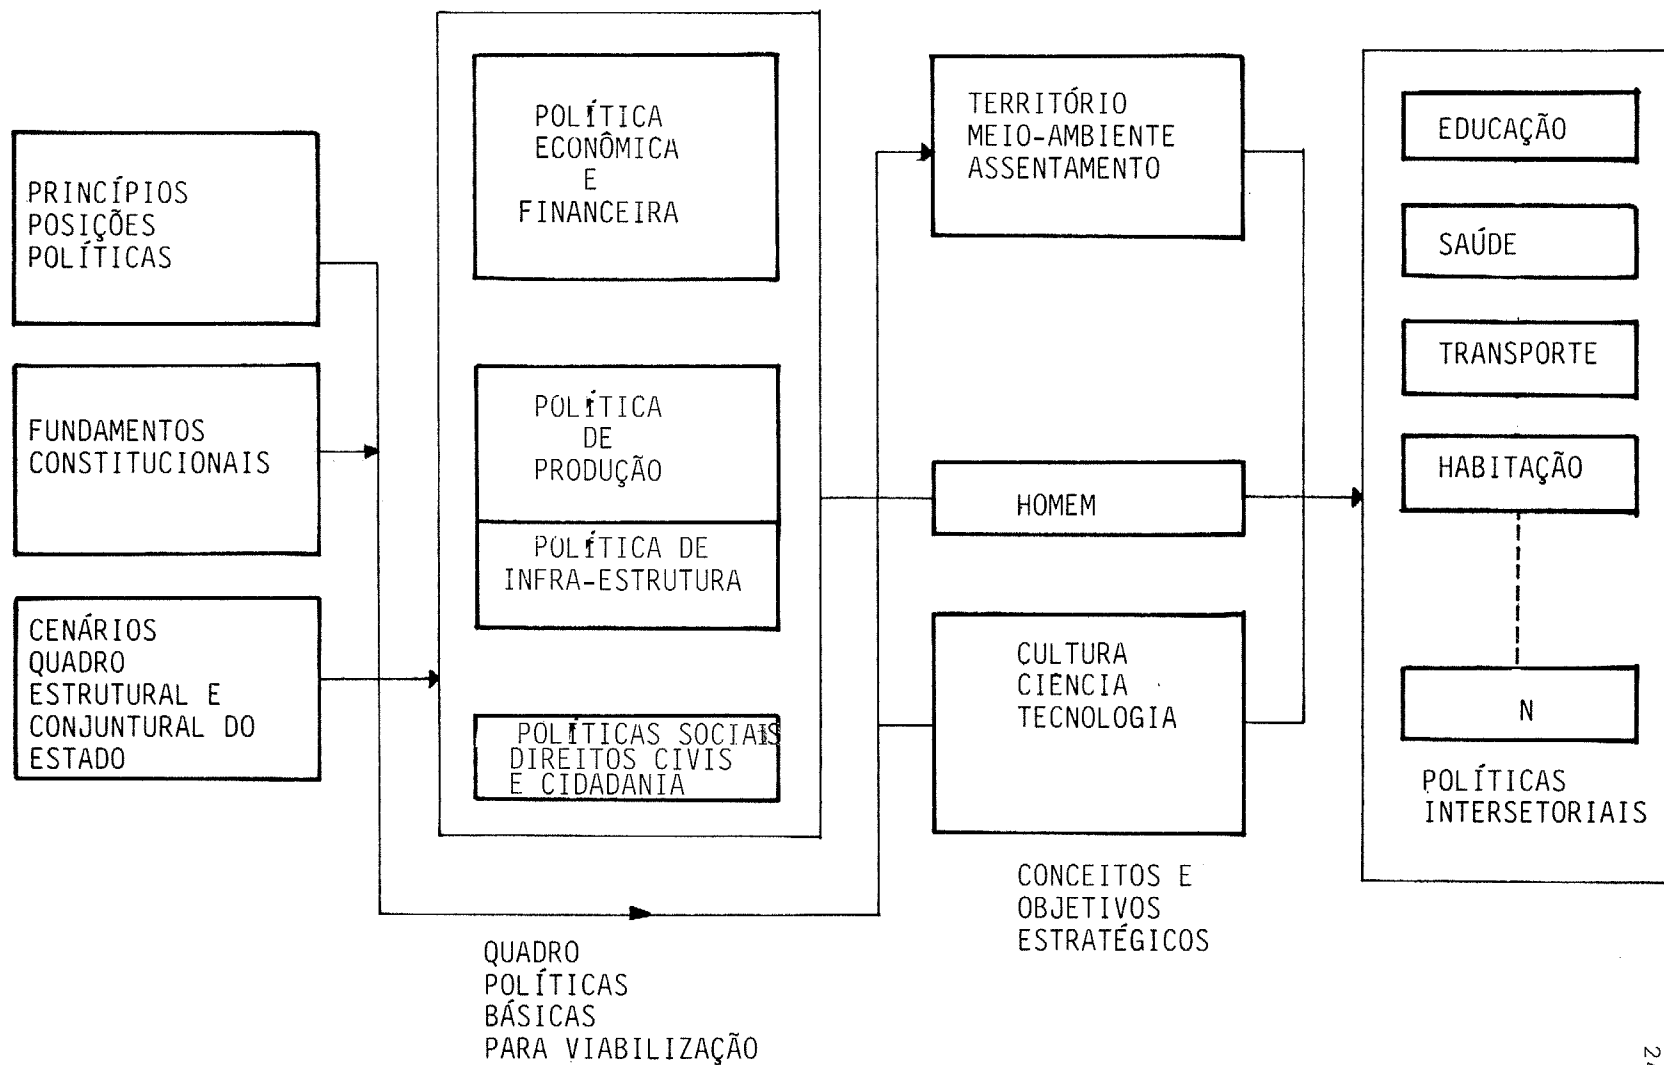 PRINCÍPIOS
POSIÇÕES
POLÍTICAS
FUNDAMENTOS
CONSTITUCIONAIS
CENÁRIOS
QUADRO
ESTRUTURAL E
CONJUNTURAL DO
ESTADO
POLÍTICA
ECONÔMICA
E
FINANCEIRA
POLÍTICA
DE
PRODUÇÃO
POLÍTICA DE
INFRA-ESTRUTURA
POLÍTICAS SOCIAIS
DIREITOS CIVIS
E CIDADANIA
QUADRO
POLÍTICAS
BÁSICAS
PARA VIABILIZAÇÃO
TERRITÓRIO
MEIO-AMBIENTE
ASSENTAMENTO
HOMEM
CULTURA
CIENCIA
TECNOLOGIA
CONCEITOS E
OBJETIVOS
ESTRATÉGICOS
EDUCAÇÃO
SAÚDE
TRANSPORTE
HABITAÇÃO
N
POLÍTICAS
INTERSETORIAIS